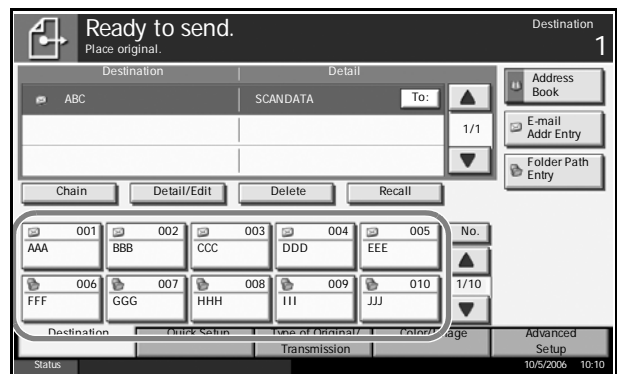 Ready to send.
Destination
Place original.
1
Destination Detail
ABC SCANDATA To:
1/1
Address
Book
E-mail
Addr Entry
Folder Path
Entry
Chain Detail/Edit Delete Recall
001 002 003 004 005 No.
AAA BBB CCC DDD EEE
006 007 008 009 010 1/10
FFF GGG HHH III JJJ
Destination Quick Setup Type of Original/ Advanced
Transmission Setup
Status 10/5/2006 10:10